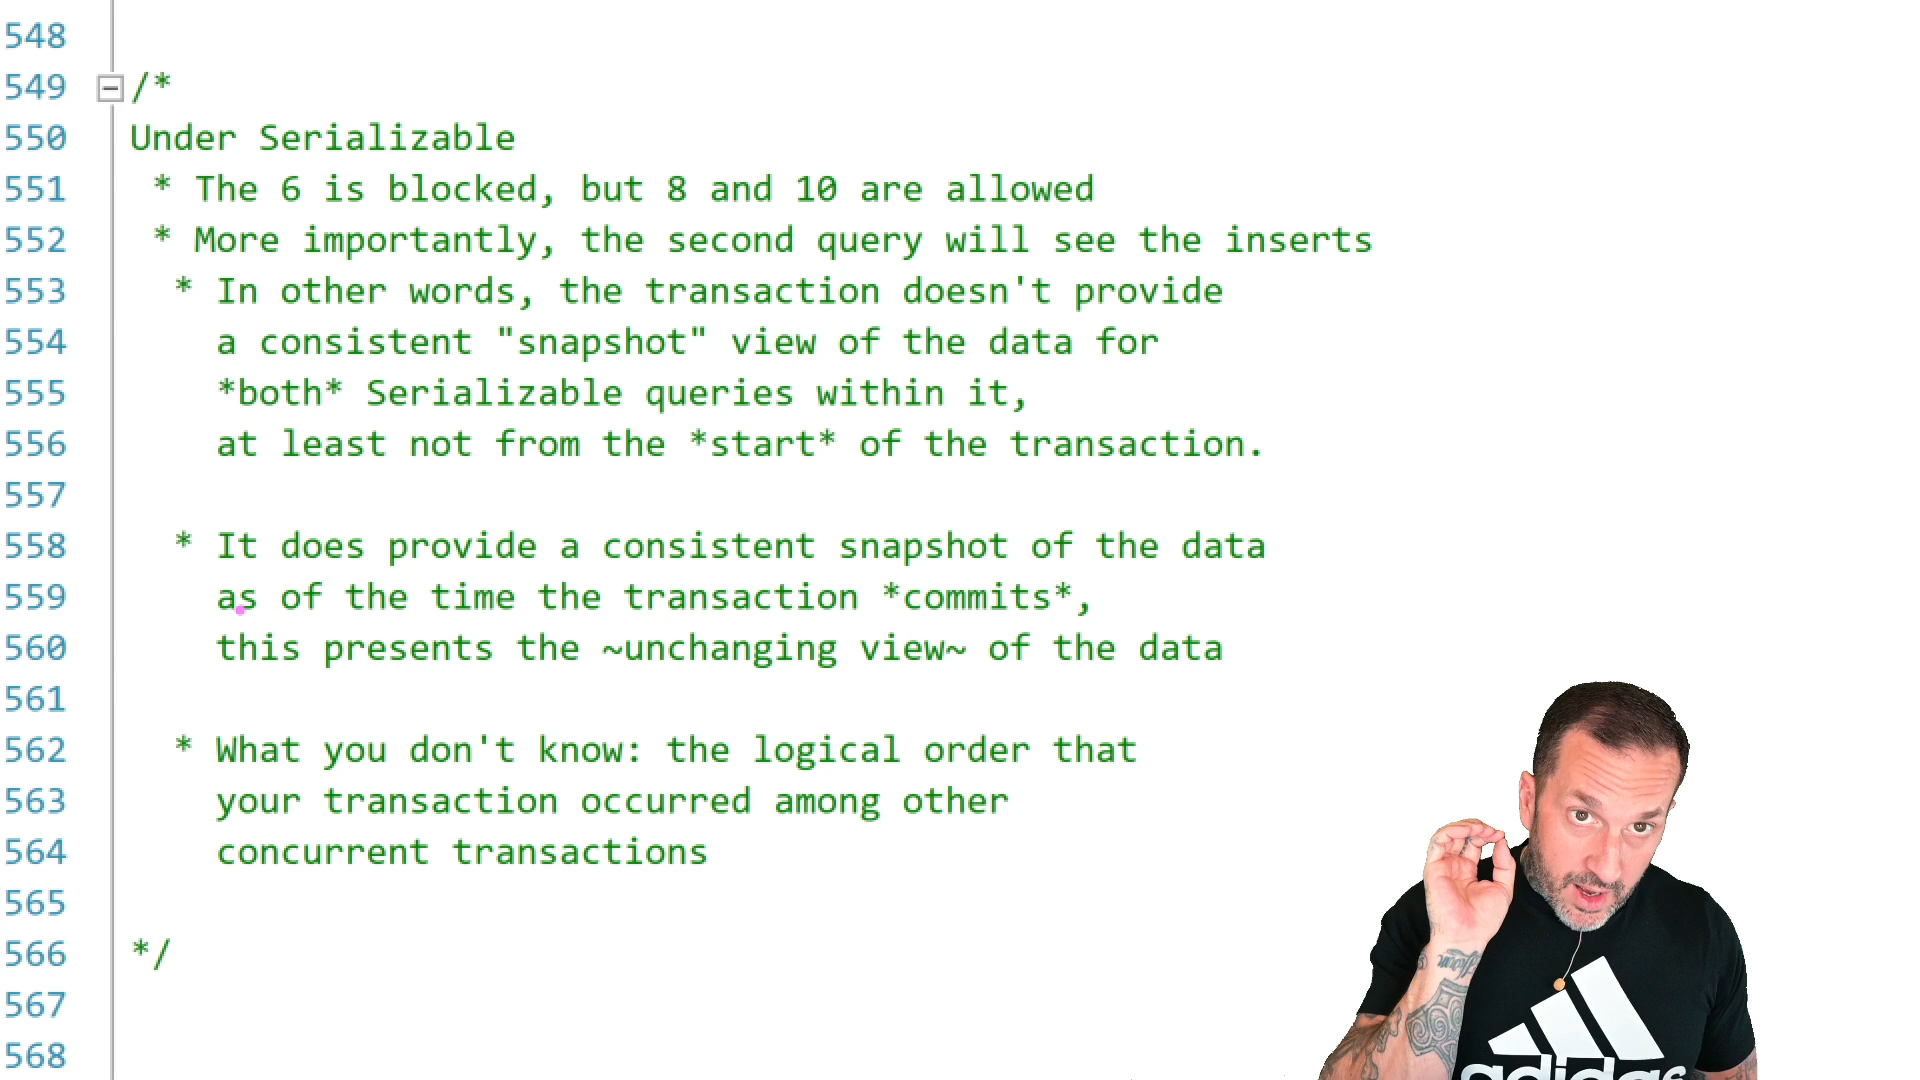 548
549 /*
550 Under Serializable
551 * The 6 is blocked, but 8 and 10 are allowed
552 * More importantly, the second query will see the inserts
553 * In other words, the transaction doesn't provide
554 a consistent "snapshot" view of the data for
555 *both* Serializable queries within it,
556 at least not from the *start* of the transaction.
557
558 * It does provide a consistent snapshot of the data
559 as of the time the transaction *commits*,
560 this presents the ~unchanging view~ of the data
561
562 * What you don't know: the logical order that
563 your transaction occurred among other
564 concurrent transactions
565
566 */
567
568
adidas